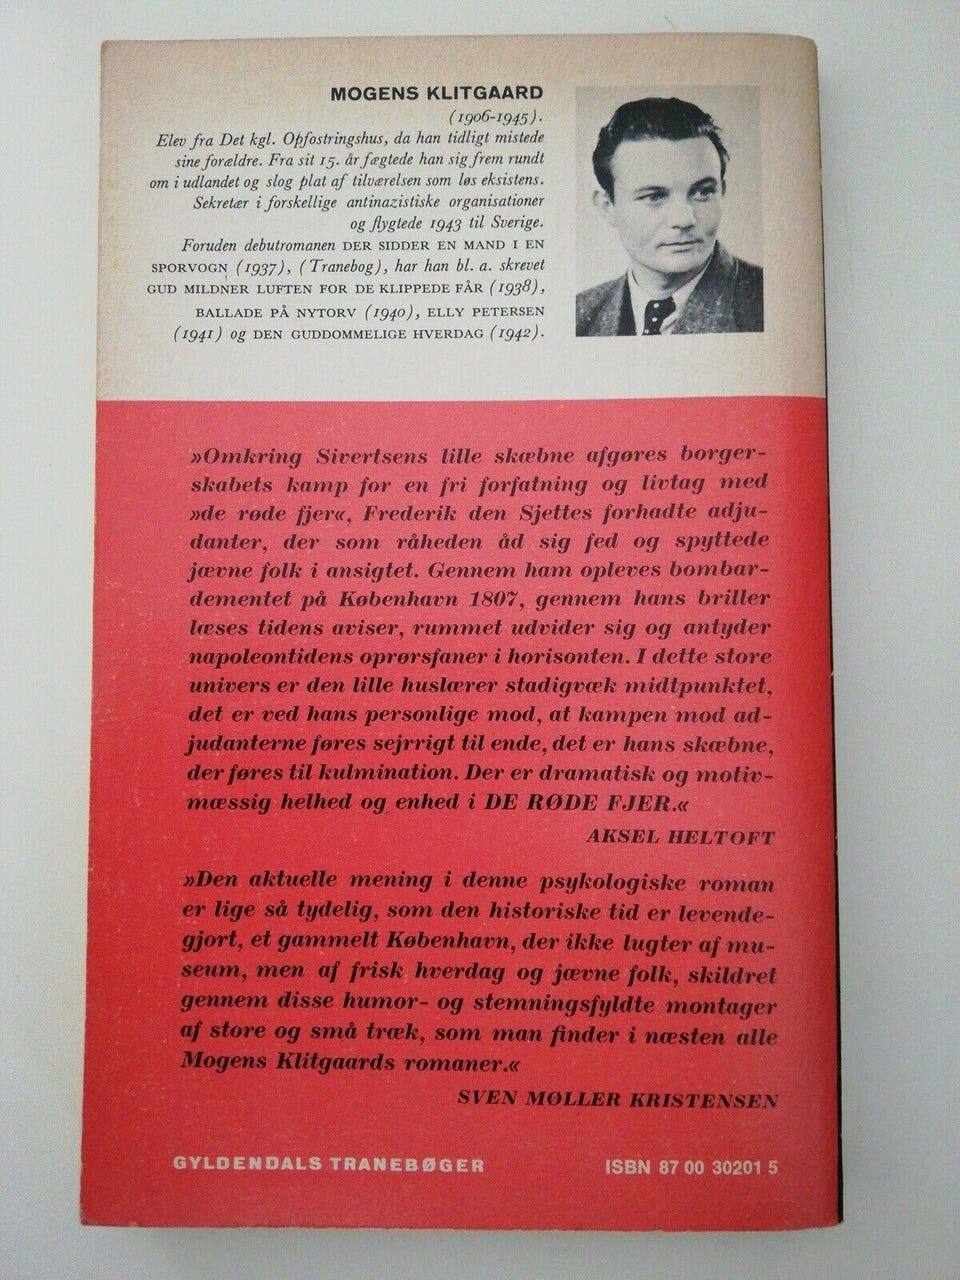 MOGENS KLITGAARD
(1906-1945).
Elev fra Det kgl. Opfostringshus, da han tidligt mistede
sine forældre. Fra sit 15. år fægtede han sig frem rundt
om i udlandet og slog plat af tilværelsen som løs eksistens.
Sekretær i forskellige antinazistiske organisationer
og flygtede 1943 til Sverige.
Foruden debutromanen DER SIDDER EN MAND I EN
SPORVOGN (1937), (Tranebog), har han bl. a. skrevet
GUD MILDNER LUFTEN FOR DE KLIPPEDE FÅR (1938),
BALLADE PÅ NYTORV (1940), ELLY PETERSEN
(1941) og DEN GUDDOMMELIGE HVERDAG (1942).
»Omkring Sivertsens lille skæbne afgøres borger-
skabets kamp for en fri forfatning og livtag med
»de røde fjer«, Frederik den Sjettes forhadte adju-
danter, der som råheden åd sig fed og spyttede
jævne folk i ansigtet. Gennem ham opleves bombar-
dementet på København 1807, gennem hans briller
læses tidens aviser, rummet udvider sig og antyder
napoleontidens oprørsfaner i horisonten. I dette store
univers er den lille huslærer stadigvæk midtpunktet,
det er ved hans personlige mod, at kampen mod ad-
judanterne føres sejrrigt til ende, det er hans skæbne,
der føres til kulmination. Der er dramatisk og motiv-
mæssig helhed og enhed i DE RØDE FJER.«
AKSEL HELTOFT
»Den aktuelle mening i denne psykologiske roman
er lige så tydelig, som den historiske tid er levende-
gjort, et gammelt København, der ikke lugter af mu-
seum, men af frisk hverdag og jævne folk, skildret
gennem disse humor- og stemningsfyldte montager
af store og små træk, som man finder i næsten alle
Mogens Klitgaards romaner.«
SVEN MØLLER KRISTENSEN
GYLDENDALS TRANEBØGER
ISBN 87 00 30201 5